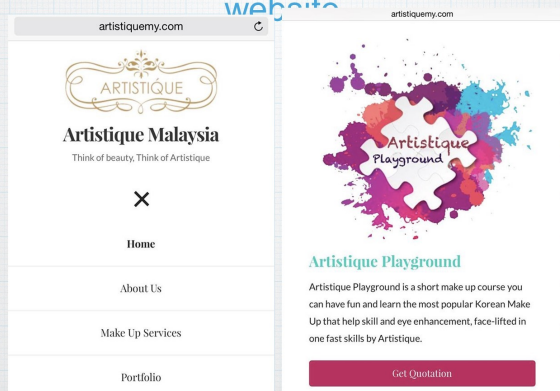 website
artistiquemy.com
ARTISTIQUE
Artistique Malaysia
Think of beauty, Think of Artistique
Home
About Us
Make Up Services
Portfolio
artistiquemy.com
Artistique
Playground
Artistique Playground
Artistique Playground is a short make up course you
can have fun and learn the most popular Korean Make
Up that help skill and eye enhancement, face-lifted in
one fast skills by Artistique.
Get Quotation